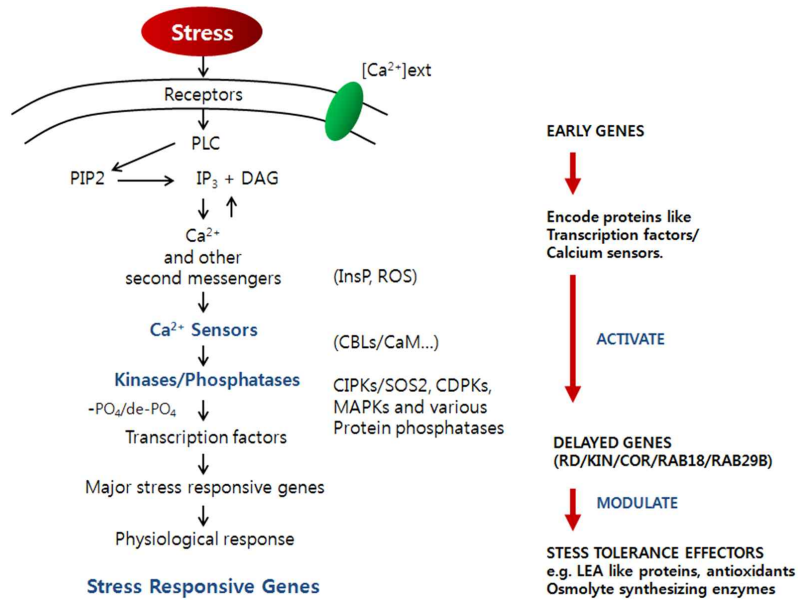 Stress
[Ca²⁺]ext
Receptors
PLC
PIP2
IP₃ + DAG
Ca²⁺
and other
second messengers
(InsP, ROS)
Ca²⁺ Sensors
(CBLs/CaM...)
Kinases/Phosphatases
CIPKs/SOS2, CDPKs,
MAPKs and various
Protein phosphatases
-PO₄/de-PO₄
Transcription factors
Major stress responsive genes
Physiological response
Stress Responsive Genes
EARLY GENES
Encode proteins like
Transcription factors/
Calcium sensors.
ACTIVATE
DELAYED GENES
(RD/KIN/COR/RAB18/RAB29B)
MODULATE
STESS TOLERANCE EFFECTORS
e.g. LEA like proteins, antioxidants
Osmolyte synthesizing enzymes